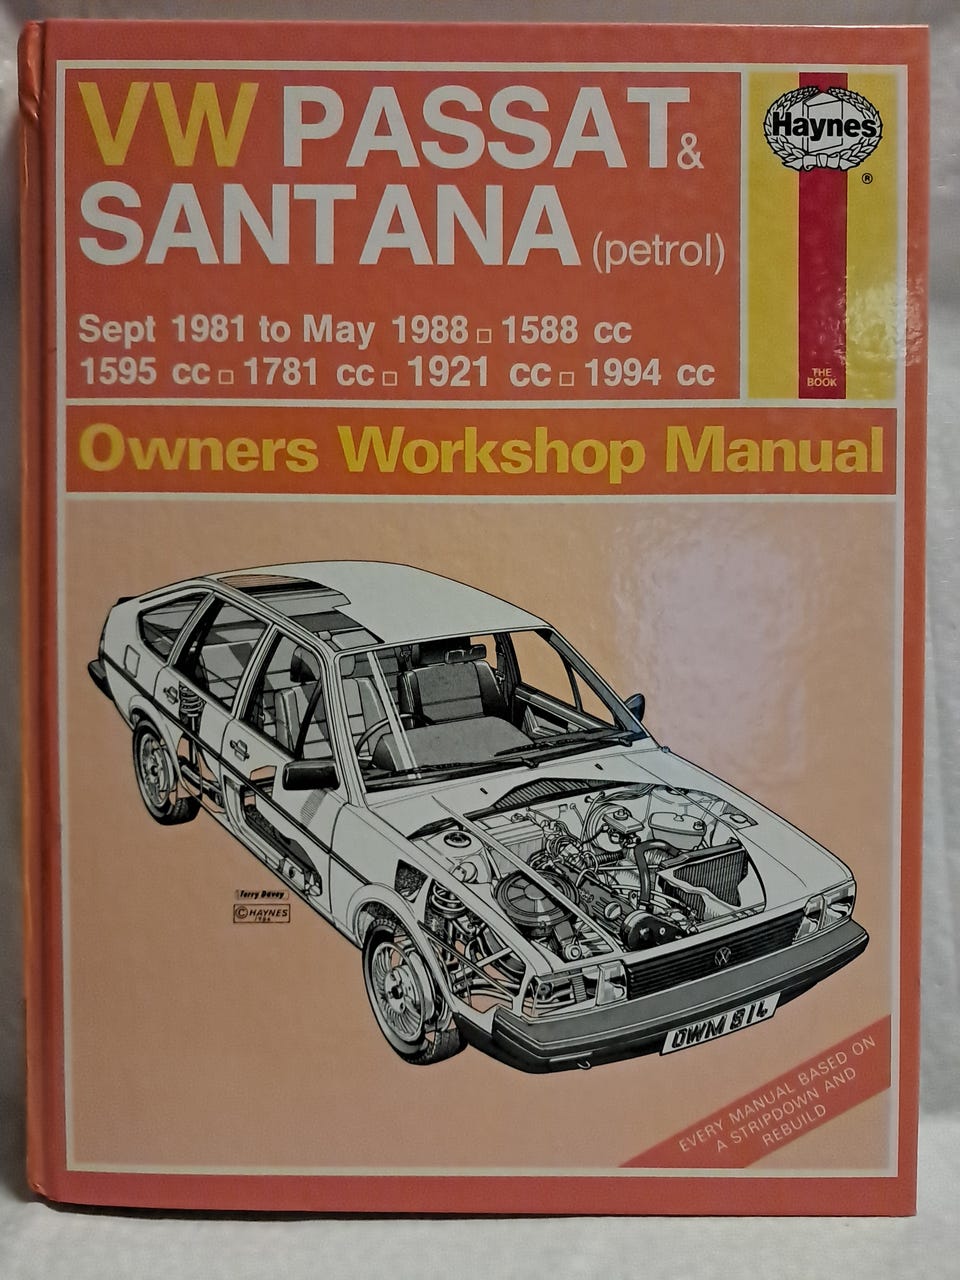 VW PASSAT &
SANTANA (petrol)
Sept 1981 to May 1988 □ 1588 cc
1595 cc □ 1781 cc □ 1921 cc □ 1994 cc
Haynes
®
THE
BOOK
Owners Workshop Manual
Terry Davey
© HAYNES
OWM 814
EVERY MANUAL BASED ON
A STRIPDOWN AND
REBUILD